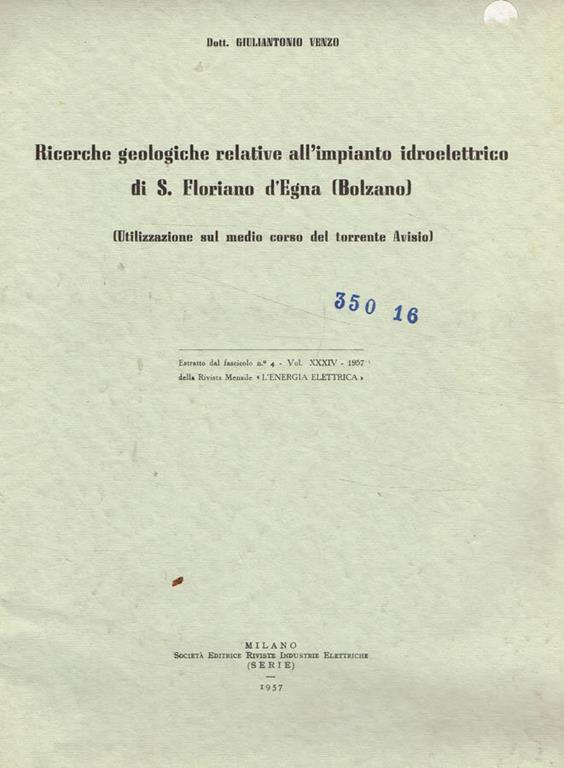 Dott. GIULIANTONIO VENZO
Ricerche geologiche relative all'impianto idroelettrico
di S. Floriano d'Egna (Bolzano)
(Utilizzazione sul medio corso del torrente Avisio)
350 16
Estratto dal fascicolo n.º 4 - Vol. XXXIV - 1957
della Rivista Mensile «L'ENERGIA ELETTRICA»
MILANO
SOCIETÀ EDITRICE RIVISTE INDUSTRIE ELETTRICHE
(SERIE)
1957